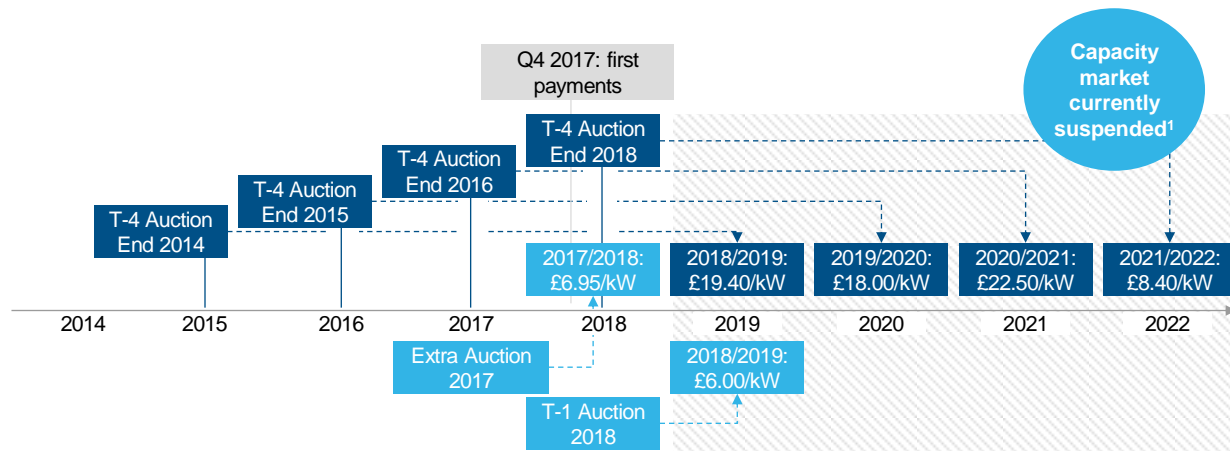 Q4 2017: first
payments
Capacity
market
currently
suspended1
T-4 Auction
End 2018
T-4 Auction
End 2016
T-4 Auction
End 2015
T-4 Auction
End 2014
2017/2018:
£6.95/kW
2018/2019:
£19.40/kW
2019/2020:
£18.00/kW
2020/2021:
£22.50/kW
2021/2022:
£8.40/kW
2014
2015
2016
2017
2018
2019
2020
2021
2022
Extra Auction
2017
2018/2019:
£6.00/kW
T-1 Auction
2018